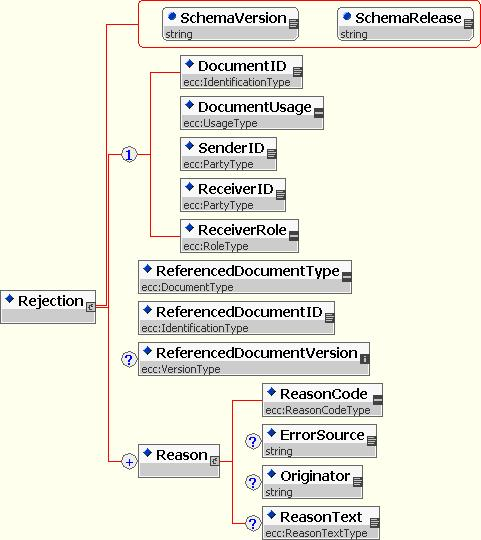 SchemaVersion
string
SchemaRelease
string
DocumentID
ecc:IdentificationType
DocumentUsage
ecc:UsageType
1
SenderID
ecc:PartyType
ReceiverID
ecc:PartyType
ReceiverRole
ecc:RoleType
ReferencedDocumentType
ecc:DocumentType
Rejection
ReferencedDocumentID
ecc:IdentificationType
?
ReferencedDocumentVersion
ecc:VersionType
ReasonCode
ecc:ReasonCodeType
?
ErrorSource
string
+
Reason
?
Originator
string
?
ReasonText
ecc:ReasonTextType